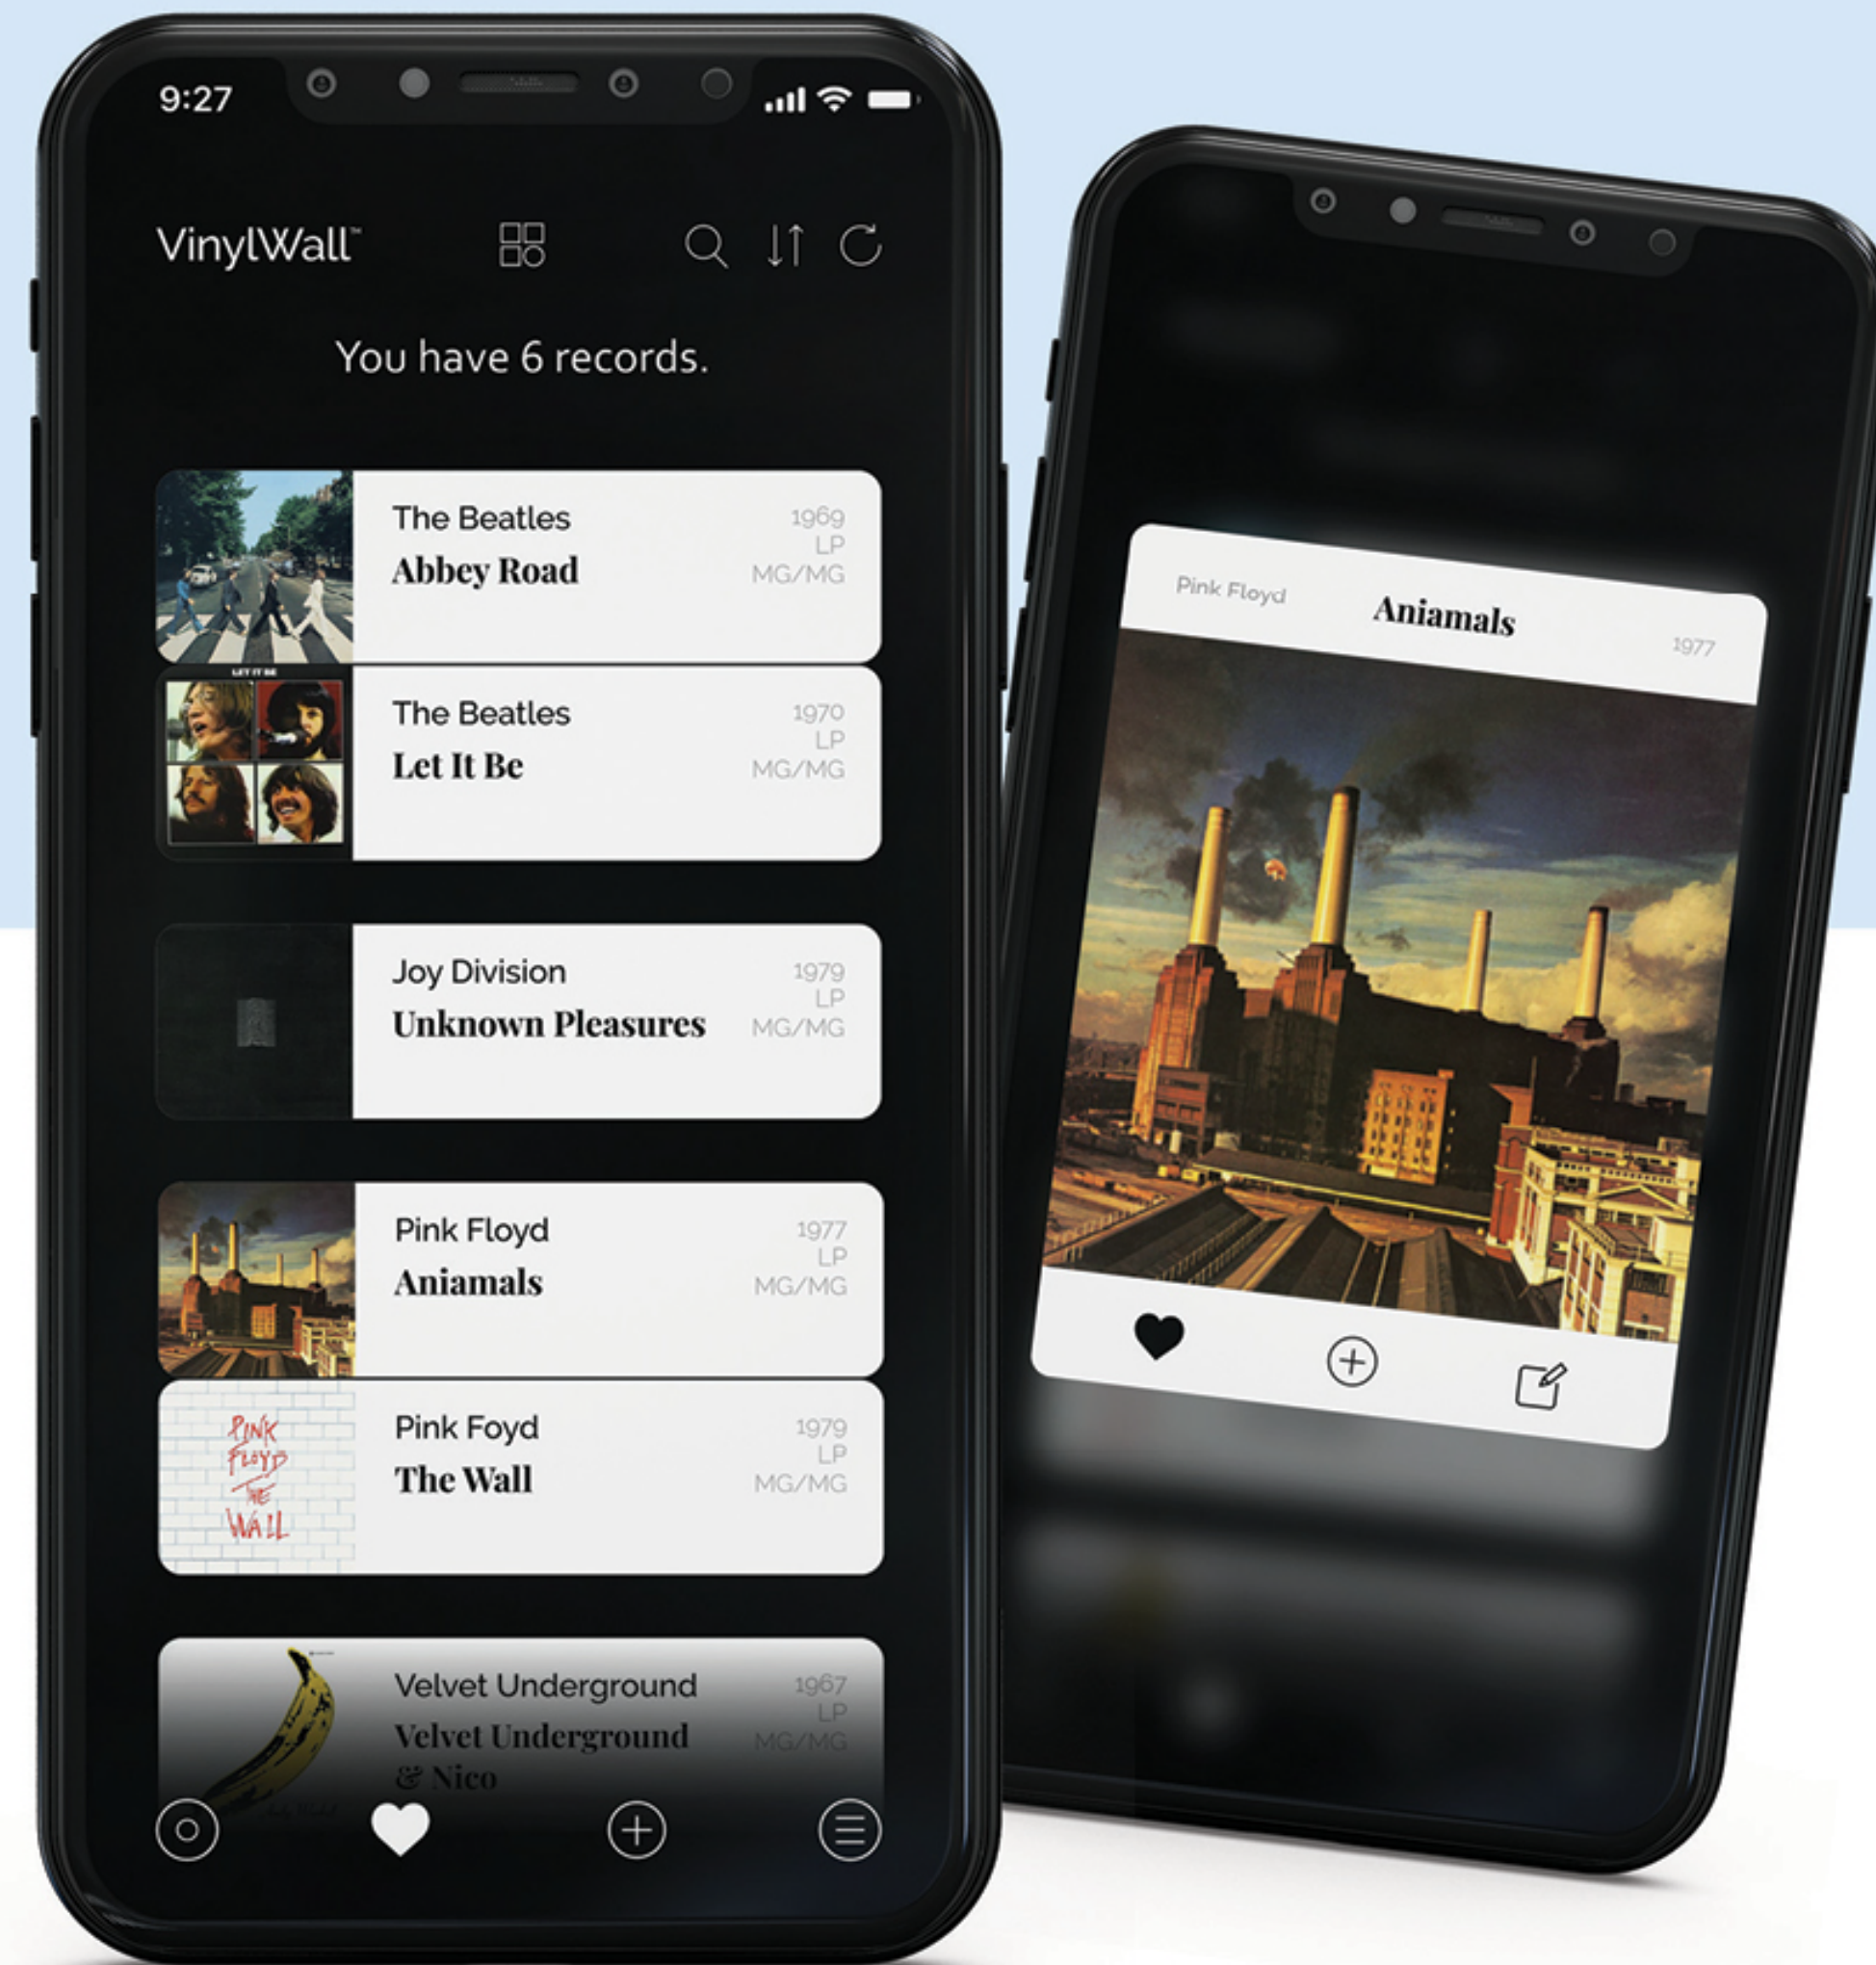 9:27
VinylWall™
You have 6 records.
The Beatles
Abbey Road
1969
LP
MG/MG
LET IT BE
The Beatles
Let It Be
1970
LP
MG/MG
Joy Division
Unknown Pleasures
1979
LP
MG/MG
Pink Floyd
Aniamals
1977
LP
MG/MG
PINK
FLOYD
THE
WALL
Pink Foyd
The Wall
1979
LP
MG/MG
Velvet Underground
Velvet Underground
& Nico
1967
LP
MG/MG
Andy Warhol
Pink Floyd
Aniamals
1977